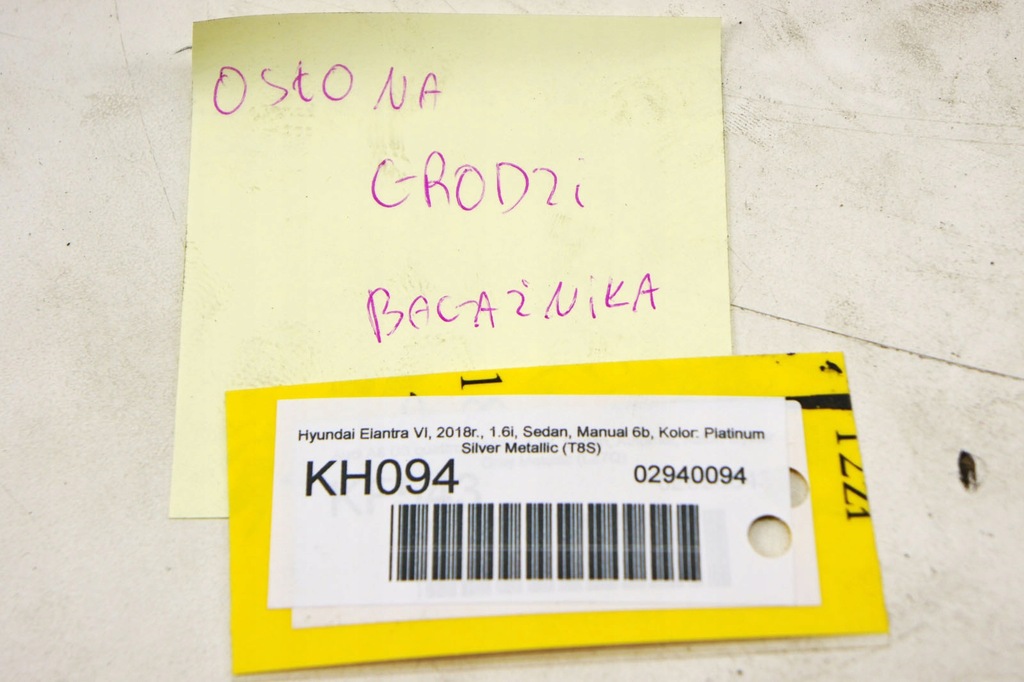 OSŁONA
GRODZI
BAGAŻNIKA
1
Hyundai Elantra VI, 2018r., 1.6i, Sedan, Manual 6b, Kolor: Platinum
Silver Metallic (T8S)
KH094
02940094